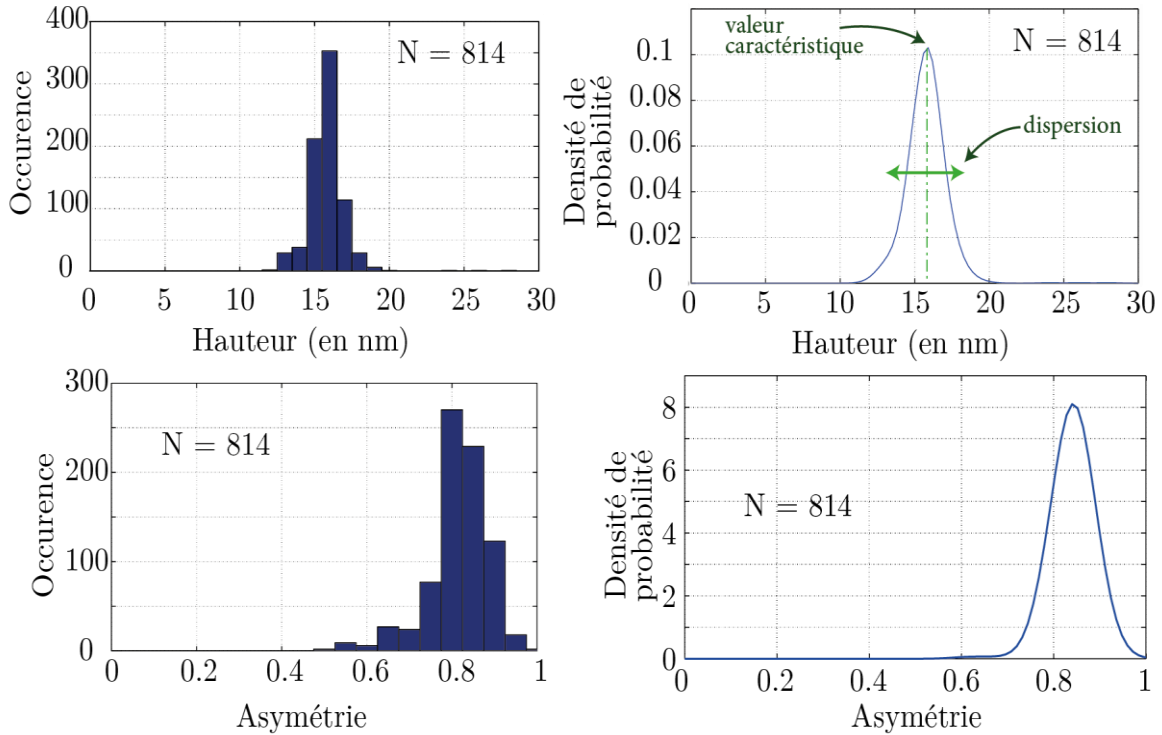 400
300
200
100
0
Occurence
N = 814
0 5 10 15 20 25 30
Hauteur (en nm)
valeur
caractéristique
N = 814
dispersion
0.1
0.08
0.06
0.04
0.02
0
Densité de
probabilité
0 5 10 15 20 25 30
Hauteur (en nm)
300
200
100
0
Occurence
N = 814
0 0.2 0.4 0.6 0.8 1
Asymétrie
8
6
4
2
0
Densité de
probabilité
N = 814
0 0.2 0.4 0.6 0.8 1
Asymétrie